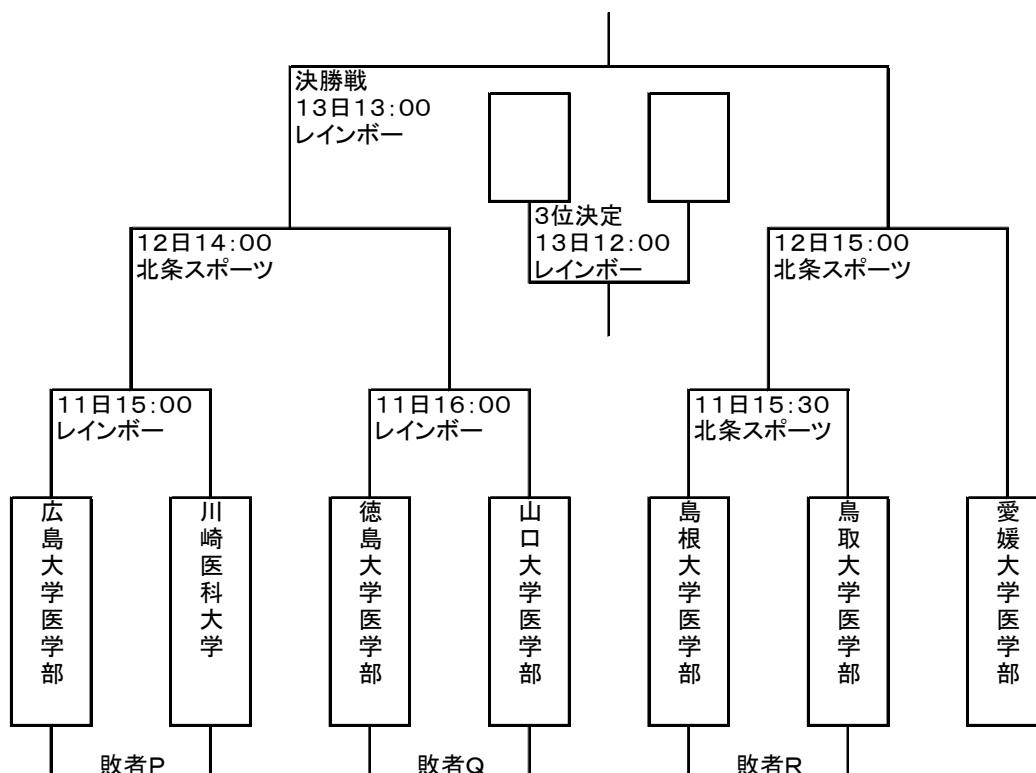 決勝戦
13日13:00
レインボー
3位決定
13日12:00
レインボー
12日14:00
北条スポーツ
12日15:00
北条スポーツ
11日15:00
レインボー
11日16:00
レインボー
11日15:30
北条スポーツ
広島大学医学部
川崎医科大学
徳島大学医学部
山口大学医学部
島根大学医学部
鳥取大学医学部
愛媛大学医学部
敗者P
敗者Q
敗者R